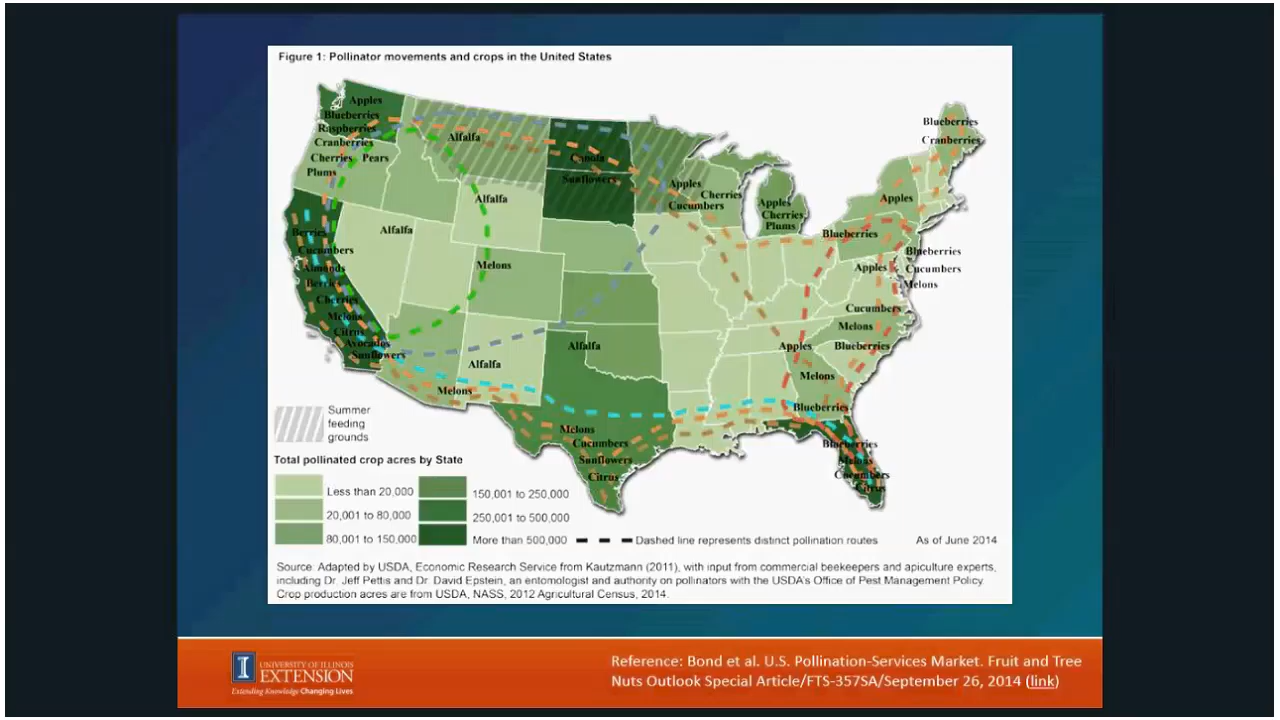 Figure 1: Pollinator movements and crops in the United States
Apples
Blueberries
Raspberries
Cranberries
Cherries Pears
Plums
Alfalfa
Canola
Sunflowers
Alfalfa
Alfalfa
Melons
Berries
Cucumbers
Almonds
Berries
Cherries
Melons
Citrus
Avocados
Sunflowers
Alfalfa
Melons
Alfalfa
Melons
Cucumbers
Sunflowers
Citrus
Apples
Cherries
Cucumbers
Apples
Cherries
Plums
Blueberries
Cranberries
Apples
Blueberries
Blueberries
Apples
Cucumbers
Melons
Cucumbers
Melons
Apples
Blueberries
Melons
Blueberries
Blueberries
Melons
Cucumbers
Citrus
Summer
feeding
grounds
Total pollinated crop acres by State
Less than 20,000
20,001 to 80,000
80,001 to 150,000
150,001 to 250,000
250,001 to 500,000
More than 500,000
Dashed line represents distinct pollination routes
As of June 2014
Source: Adapted by USDA, Economic Research Service from Kautzmann (2011), with input from commercial beekeepers and apiculture experts,
including Dr. Jeff Pettis and Dr. David Epstein, an entomologist and authority on pollinators with the USDA's Office of Pest Management Policy.
Crop production acres are from USDA, NASS, 2012 Agricultural Census, 2014.
I
UNIVERSITY OF ILLINOIS
EXTENSION
Extending Knowledge Changing Lives
Reference: Bond et al. U.S. Pollination-Services Market. Fruit and Tree
Nuts Outlook Special Article/FTS-357SA/September 26, 2014 (link)